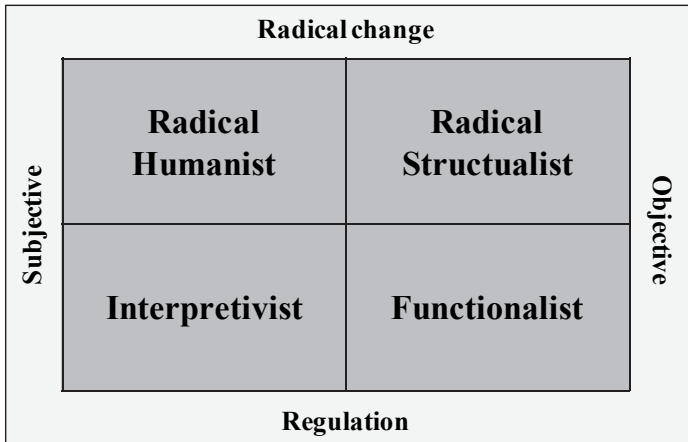 Radical change
Radical
Humanist
Radical
Structualist
Subjective
Objective
Interpretivist
Functionalist
Regulation